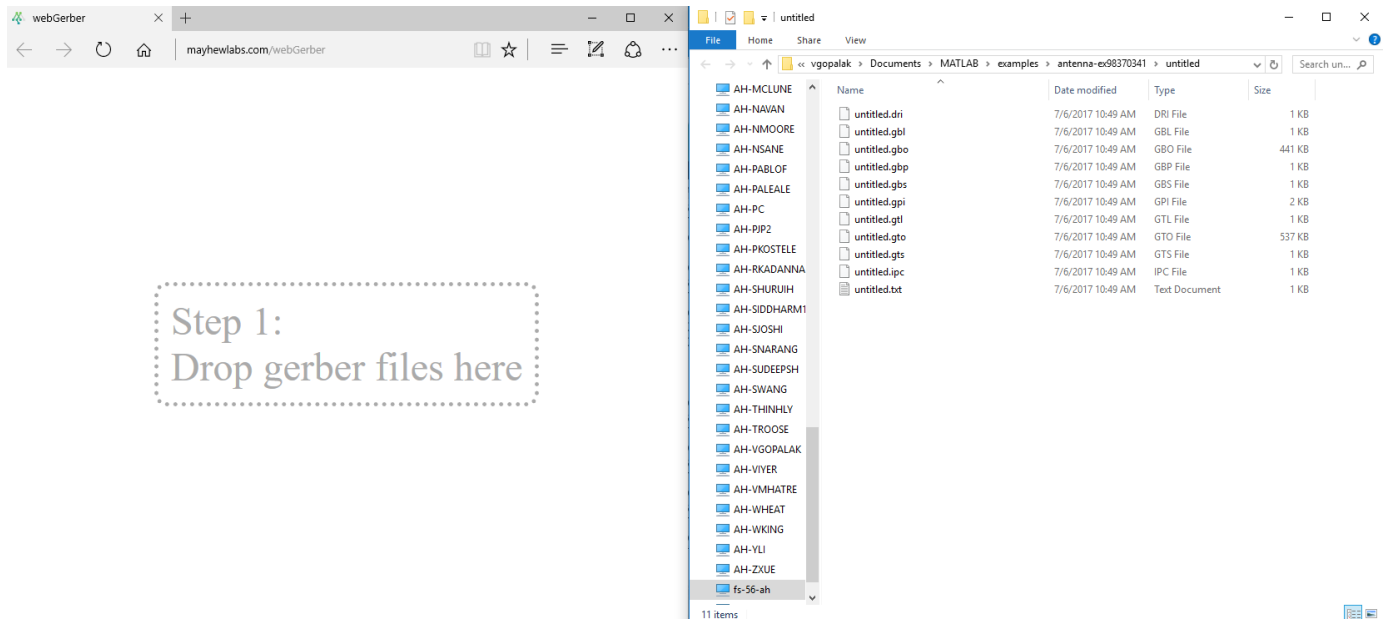 webGerber
mayhewlabs.com/webGerber
Step 1:
Drop gerber files here
untitled
File Home Share View
« vgopalak > Documents > MATLAB > examples > antenna-ex98370341 > untitled
Search un...
AH-MCLUNE
AH-NAVAN
AH-NMOORE
AH-NSANE
AH-PABLOF
AH-PALEALE
AH-PC
AH-PJP2
AH-PKOSTELE
AH-RKADANNA
AH-SHURUIH
AH-SIDDHARM1
AH-SJOSHI
AH-SNARANG
AH-SUDEEPSH
AH-SWANG
AH-THINHLY
AH-TROOSE
AH-VGOPALAK
AH-VIYER
AH-VMHATRE
AH-WHEAT
AH-WKING
AH-YLI
AH-ZXUE
fs-56-ah
Name Date modified Type Size
untitled.dri 7/6/2017 10:49 AM DRI File 1 KB
untitled.gbl 7/6/2017 10:49 AM GBL File 1 KB
untitled.gbo 7/6/2017 10:49 AM GBO File 441 KB
untitled.gbp 7/6/2017 10:49 AM GBP File 1 KB
untitled.gbs 7/6/2017 10:49 AM GBS File 1 KB
untitled.gpi 7/6/2017 10:49 AM GPI File 2 KB
untitled.gtl 7/6/2017 10:49 AM GTL File 1 KB
untitled.gto 7/6/2017 10:49 AM GTO File 537 KB
untitled.gts 7/6/2017 10:49 AM GTS File 1 KB
untitled.ipc 7/6/2017 10:49 AM IPC File 1 KB
untitled.txt 7/6/2017 10:49 AM Text Document 1 KB
11 items